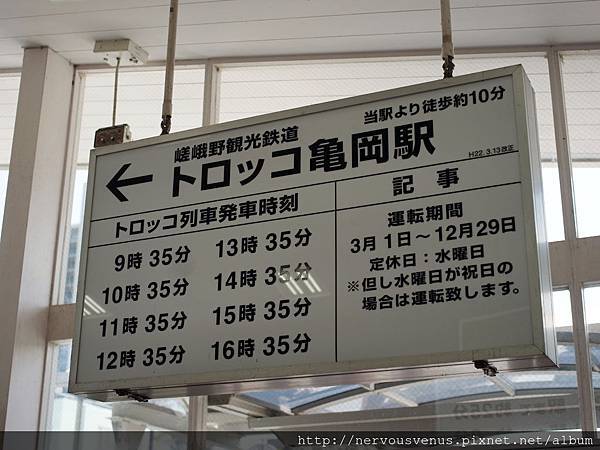 嵯峨野観光鉄道
当駅より徒歩約10分
← トロッコ亀岡駅
H22. 3.13改正
トロッコ列車発車時刻
9時 35分 13時 35分
10時 35分 14時 35分
11時 35分 15時 35分
12時 35分 16時 35分
記 事
運転期間
3月 1日~12月29日
定休日:水曜日
※但し水曜日が祝日の
場合は運転致します。
http://nervousvenus.pixnet.net/album